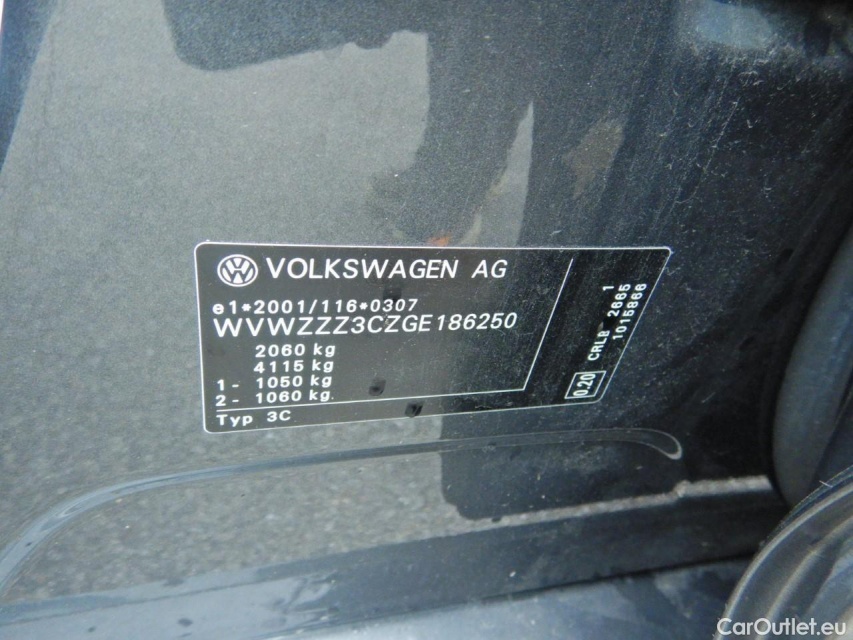 VOLKSWAGEN AG
e1*2001/116*0307
WVWZZZ3CZGE186250
2060 kg
4115 kg
1- 1050 kg
2- 1060 kg
Typ 3C
0.20
CRLB 2665 1
1015866
CarOutlet.eu